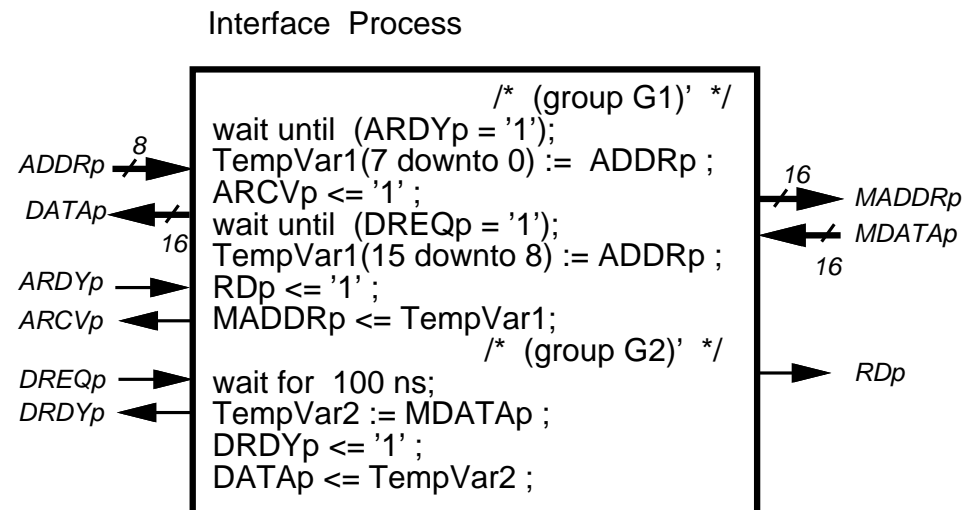 Interface Process
/* (group G1)’ */
wait until (ARDYp = ’1’);
TempVar1(7 downto 0) := ADDRp ;
ARCVp <= ’1’ ;
wait until (DREQp = ’1’);
TempVar1(15 downto 8) := ADDRp ;
RDp <= ’1’ ;
MADDRp <= TempVar1;
/* (group G2)’ */
wait for 100 ns;
TempVar2 := MDATAp ;
DRDYp <= ’1’ ;
DATAp <= TempVar2 ;
ADDRp
8
DATAp
16
ARDYp
ARCVp
DREQp
DRDYp
16
MADDRp
MDATAp
16
RDp